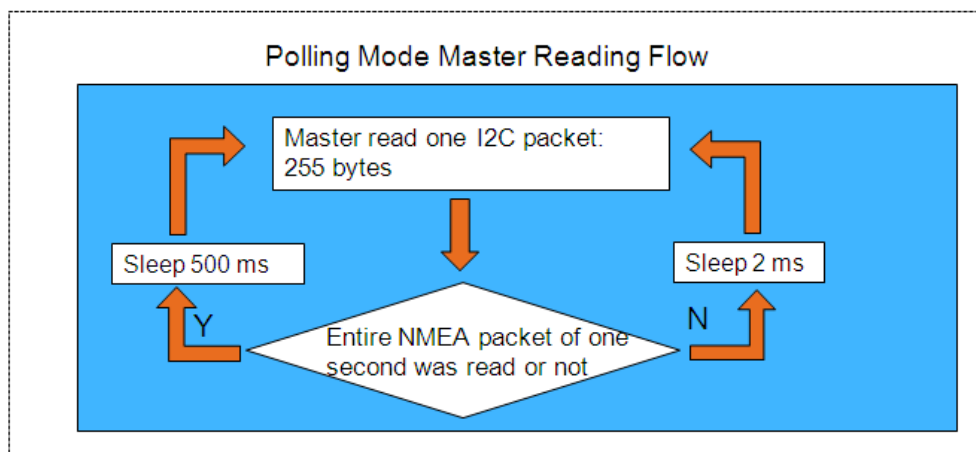 Polling Mode Master Reading Flow
Master read one I2C packet:
255 bytes
Sleep 500 ms
Sleep 2 ms
Y
N
Entire NMEA packet of one
second was read or not